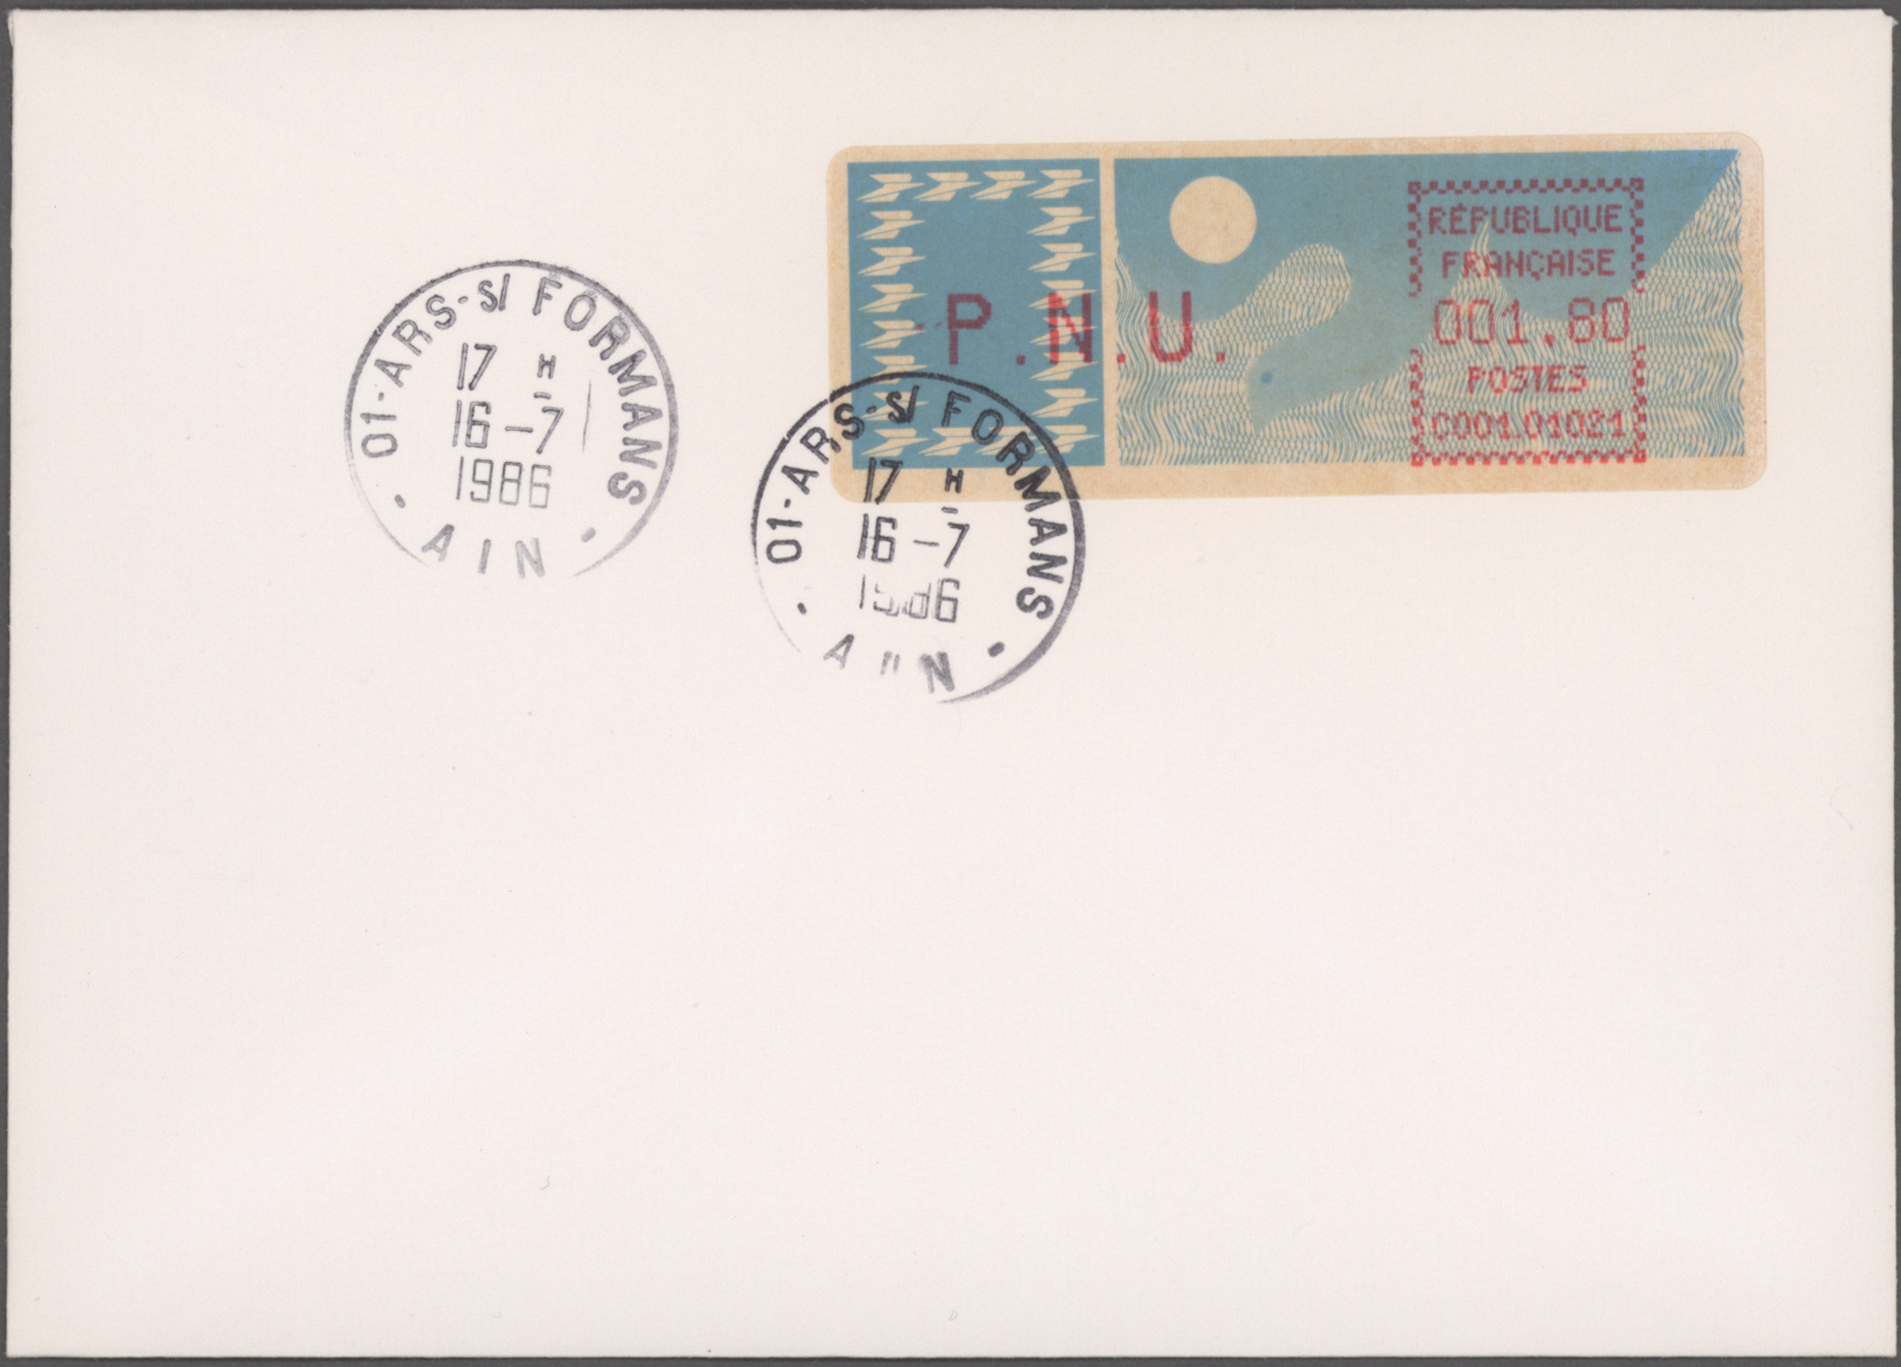 RÉPUBLIQUE
FRANÇAISE
P.N.U.
001.80
POSTES
C001.01021
01-ARS-s/ FORMANS
17 H
16-7
1986
AIN
01-ARS-s/ FORMANS
17 H
16-7
1986
AIN